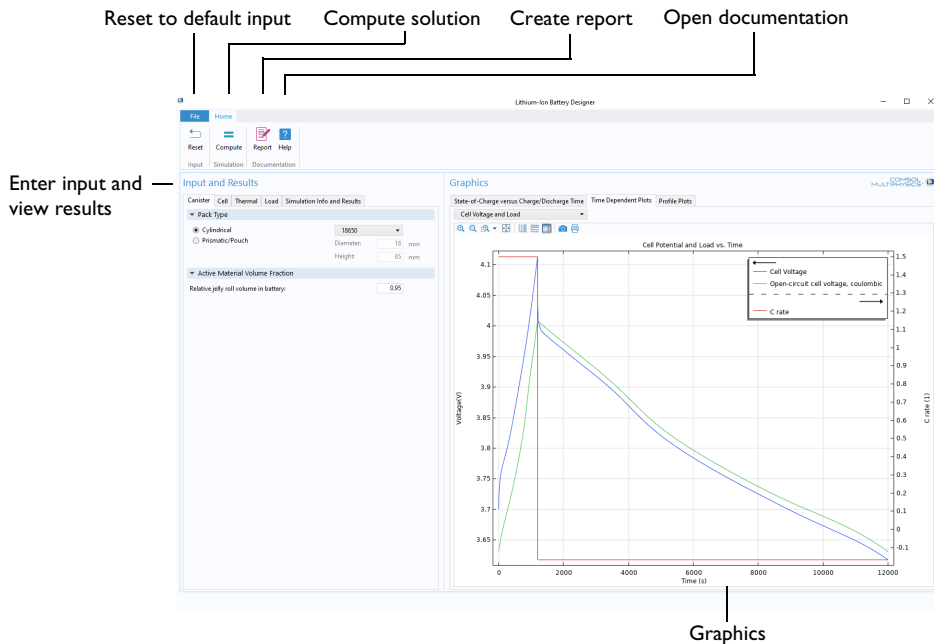 Reset to default input
Compute solution
Create report
Open documentation
Lithium-Ion Battery Designer
File
Home
Reset
Compute
Report
Help
Input
Simulation
Documentation
Enter input and
view results
Input and Results
Canister
Cell
Thermal
Load
Simulation Info and Results
Pack Type
Cylindrical
18650
Prismatic/Pouch
Diameter:
18 mm
Height:
65 mm
Active Material Volume Fraction
Relative jelly roll volume in battery:
0.95
Graphics
COMSOL
MULTIPHYSICS
State-of-Charge versus Charge/Discharge Time
Time Dependent Plots
Profile Plots
Cell Voltage and Load
Cell Potential and Load vs. Time
Cell Voltage
Open-circuit cell voltage, coulombic
C rate
Voltage(V)
4.1
4.05
4
3.95
3.9
3.85
3.8
3.75
3.7
3.65
1.5
1.4
1.3
1.2
1.1
1
0.9
0.8
0.7
0.6
0.5
0.4
0.3
0.2
0.1
0
-0.1
C rate (1)
0
2000
4000
6000
8000
10000
12000
Time (s)
Graphics